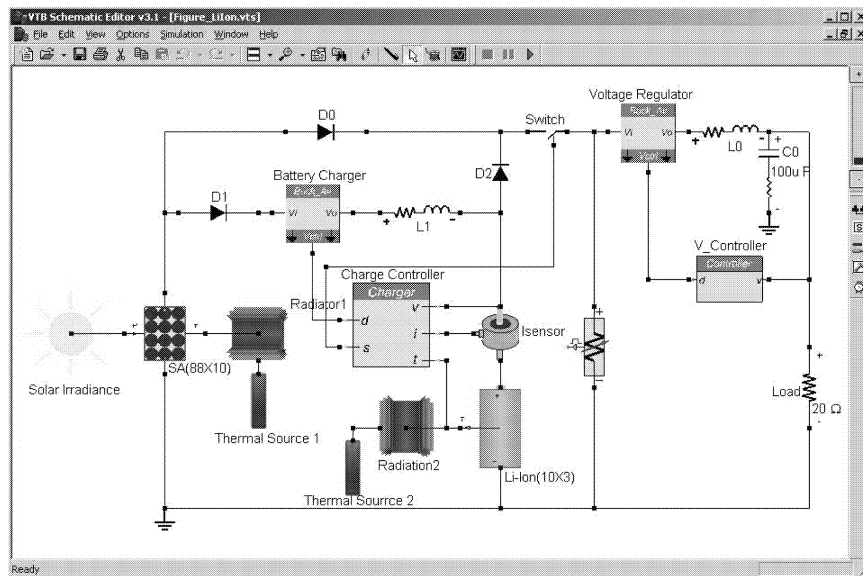 VTB Schematic Editor v3.1 - [Figure_LiIon.vts]
File Edit View Options Simulation Window Help
Voltage Regulator
D0
Switch
Vi Vo
Vcntl
L0
C0
100u F
Battery Charger
D2
D1
Vi Vo
Vcntl
L1
V_Controller
Controller
d v
Charge Controller
Charger
Radiator1
d v
i
s t
Isensor
SA(88X10)
Solar Irradiance
Thermal Source 1
Load
20 Ω
Radiation2
Li-Ion(10X3)
Thermal Sourrce 2
Ready